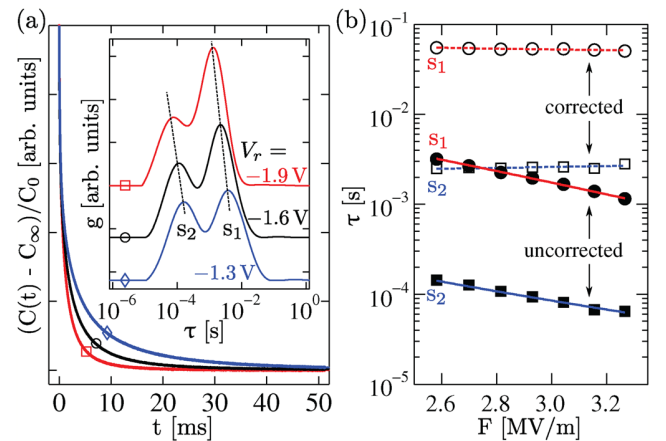 (a)
(C(t) - C∞)/C0 [arb. units]
0 10 20 30 40 50
t [ms]
g [arb. units]
Vr =
−1.9 V
−1.6 V
−1.3 V
s2 s1
10−6 10−4 10−2 100
τ [s]
(b)
10−1
10−2
10−3
10−4
10−5
τ [s]
s1
corrected
s1
s2
uncorrected
s2
2.6 2.8 3.0 3.2
F [MV/m]